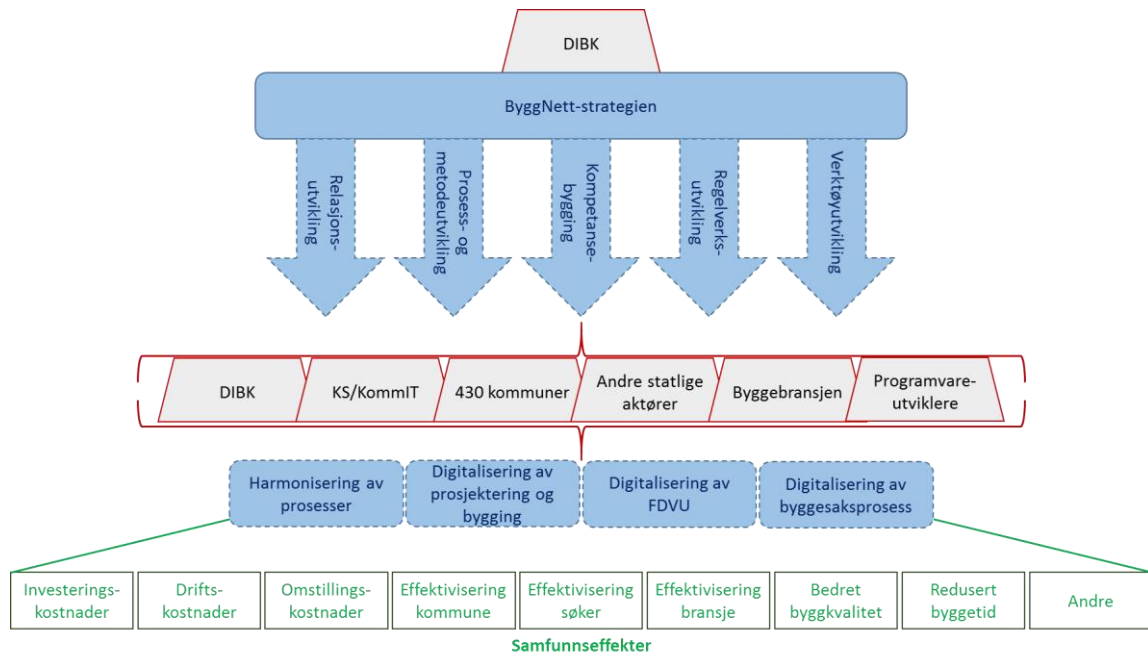 DIBK
ByggNett-strategien
Relasjons-
utvikling
Prosess- og
metodeutvikling
Kompetanse-
bygging
Regelverks-
utvikling
Verktøyutvikling
DIBK
KS/KommIT
430 kommuner
Andre statlige
aktører
Byggebransjen
Programvare-
utviklere
Harmonisering av
prosesser
Digitalisering av
prosjektering og
bygging
Digitalisering av
FDVU
Digitalisering av
byggesaksprosess
Investerings-
kostnader
Drifts-
kostnader
Omstillings-
kostnader
Effektivisering
kommune
Effektivisering
søker
Effektivisering
bransje
Bedret
byggkvalitet
Redusert
byggetid
Andre
Samfunnseffekter